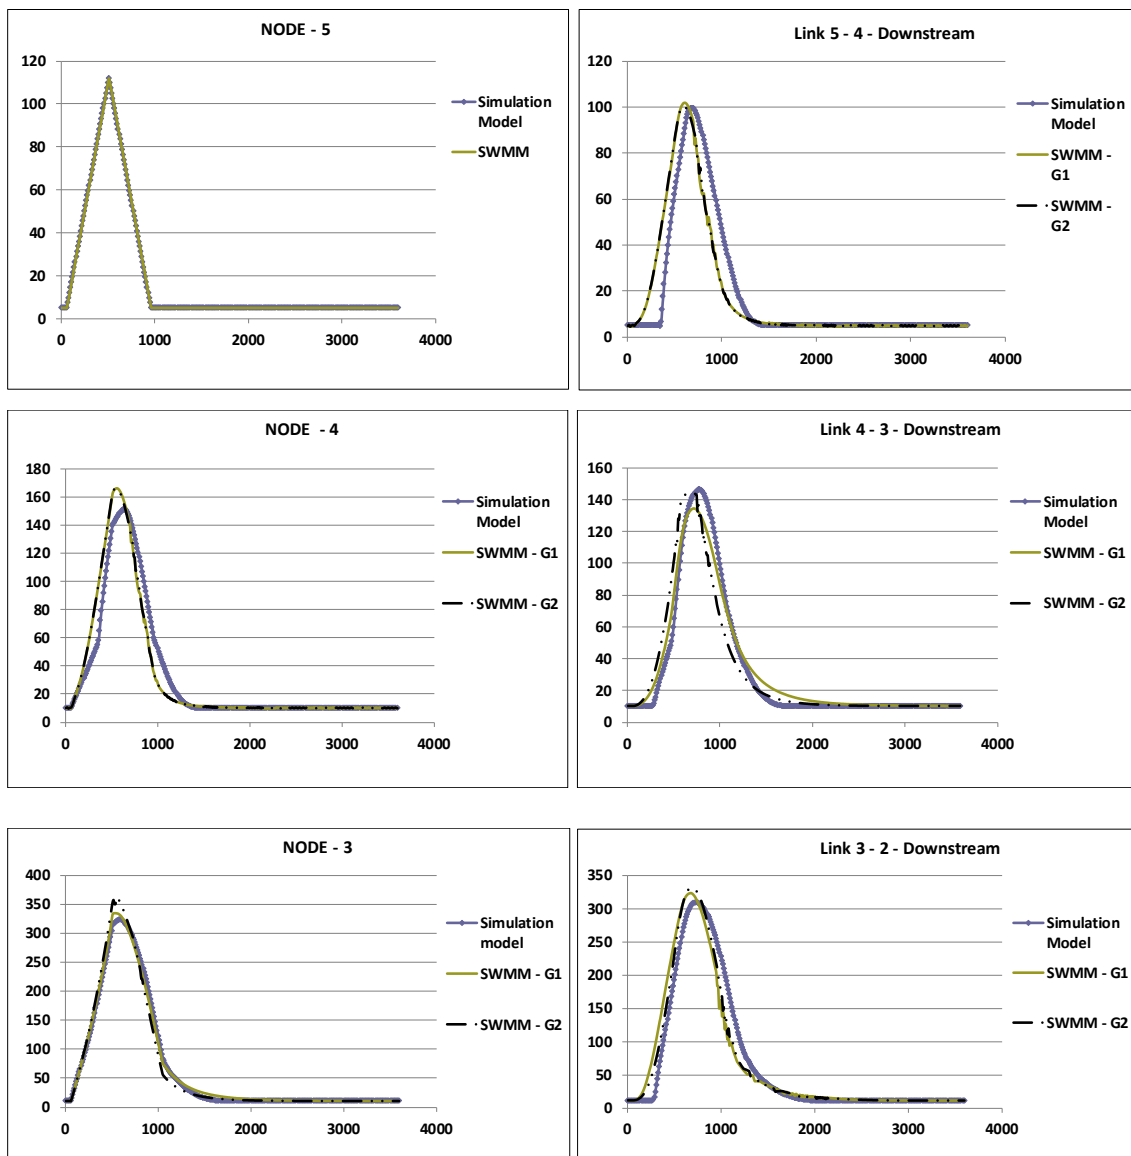 NODE - 5
120
100
80
60
40
20
0
0 1000 2000 3000 4000
Simulation
Model
SWMM
Link 5 - 4 - Downstream
120
100
80
60
40
20
0
0 1000 2000 3000 4000
Simulation
Model
SWMM -
G1
SWMM -
G2
NODE - 4
180
160
140
120
100
80
60
40
20
0
0 1000 2000 3000 4000
Simulation
Model
SWMM - G1
SWMM - G2
Link 4 - 3 - Downstream
160
140
120
100
80
60
40
20
0
0 1000 2000 3000 4000
Simulation
Model
SWMM - G1
SWMM - G2
NODE - 3
400
350
300
250
200
150
100
50
0
0 1000 2000 3000 4000
Simulation
model
SWMM - G1
SWMM - G2
Link 3 - 2 - Downstream
350
300
250
200
150
100
50
0
0 1000 2000 3000 4000
Simulation
Model
SWMM - G1
SWMM - G2